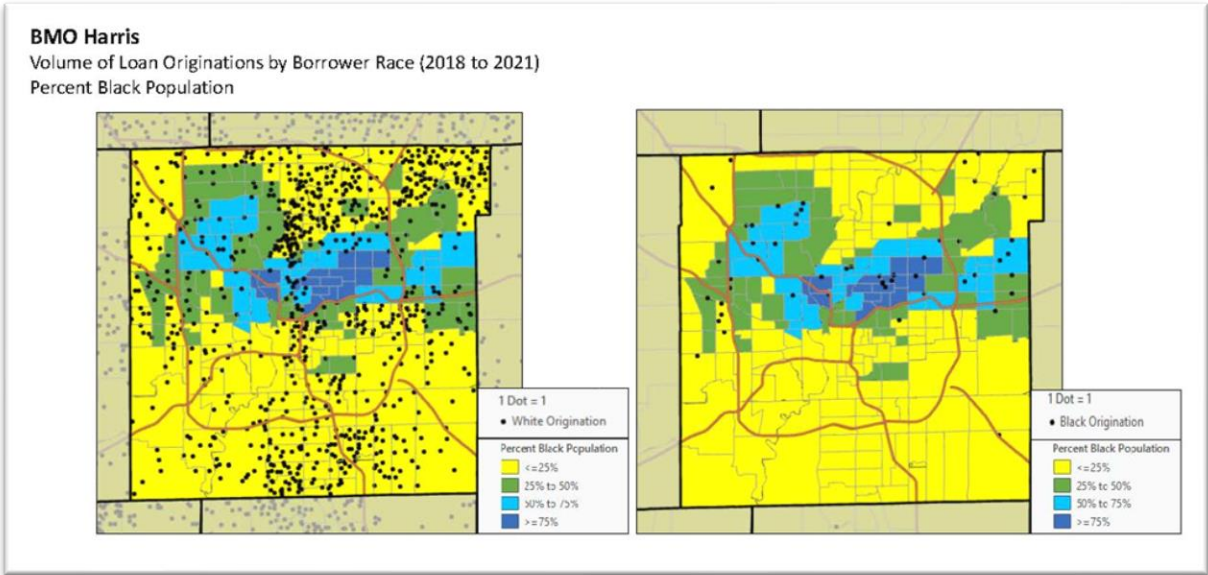 BMO Harris
Volume of Loan Originations by Borrower Race (2018 to 2021)
Percent Black Population
1 Dot = 1
• White Origination
Percent Black Population
<=25%
25% to 50%
50% to 75%
>=75%
1 Dot = 1
• Black Origination
Percent Black Population
<=25%
25% to 50%
50% to 75%
>=75%